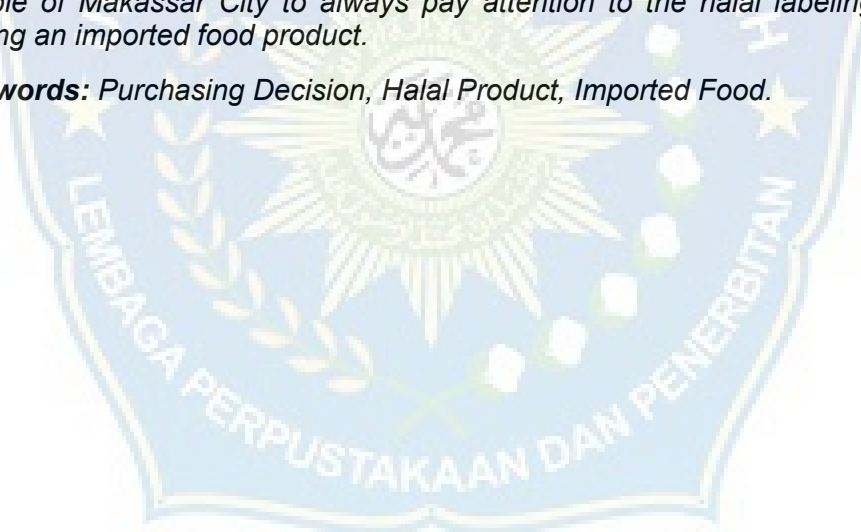 ple of Makassar City to always pay attention to the halal labeling
ng an imported food product.
words: Purchasing Decision, Halal Product, Imported Food.
H
محمد
LEMBAGA PERPUSTAKAAN DAN PENERBITAN